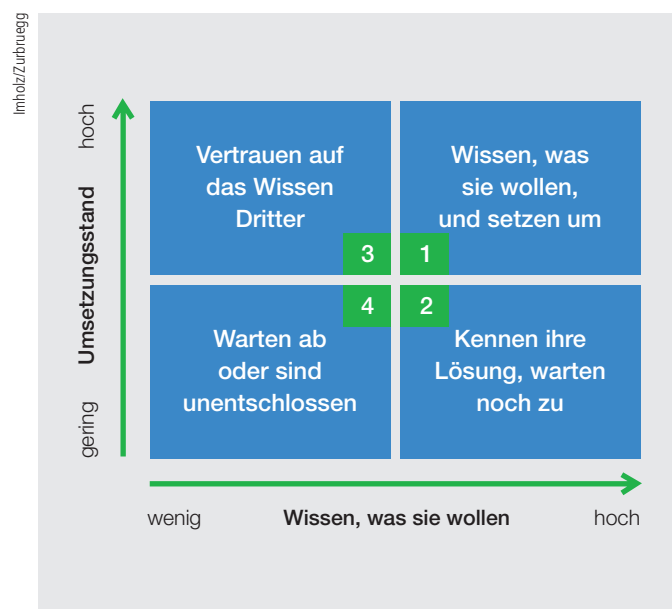 Imholz/Zurbruegg
hoch
Umsetzungsstand
gering
Vertrauen auf
das Wissen
Dritter
3
Wissen, was
sie wollen,
und setzen um
1
4
Warten ab
oder sind
unentschlossen
2
Kennen ihre
Lösung, warten
noch zu
wenig
Wissen, was sie wollen
hoch